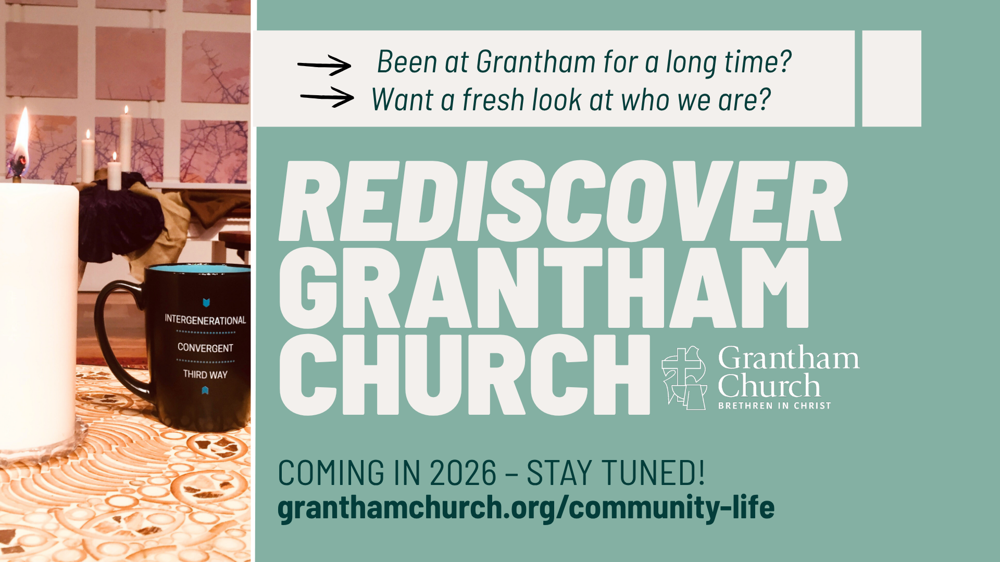 Been at Grantham for a long time?
Want a fresh look at who we are?
REDISCOVER
GRANTHAM
CHURCH
Grantham
Church
BRETHREN IN CHRIST
COMING IN 2026 – STAY TUNED!
granthamchurch.org/community-life
INTERGENERATIONAL
CONVERGENT
THIRD WAY